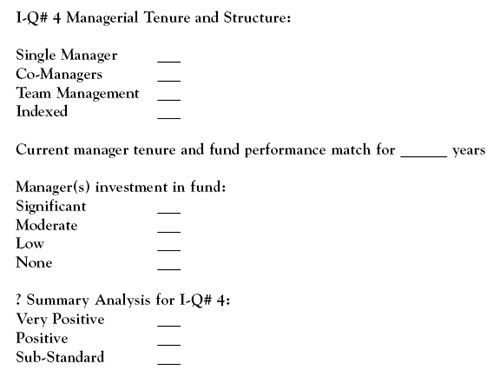 I-Q# 4 Managerial Tenure and Structure:
Single Manager ___
Co-Managers ___
Team Management ___
Indexed ___
Current manager tenure and fund performance match for ______ years
Manager(s) investment in fund:
Significant ___
Moderate ___
Low ___
None ___
? Summary Analysis for I-Q# 4:
Very Positive ___
Positive ___
Sub-Standard ___